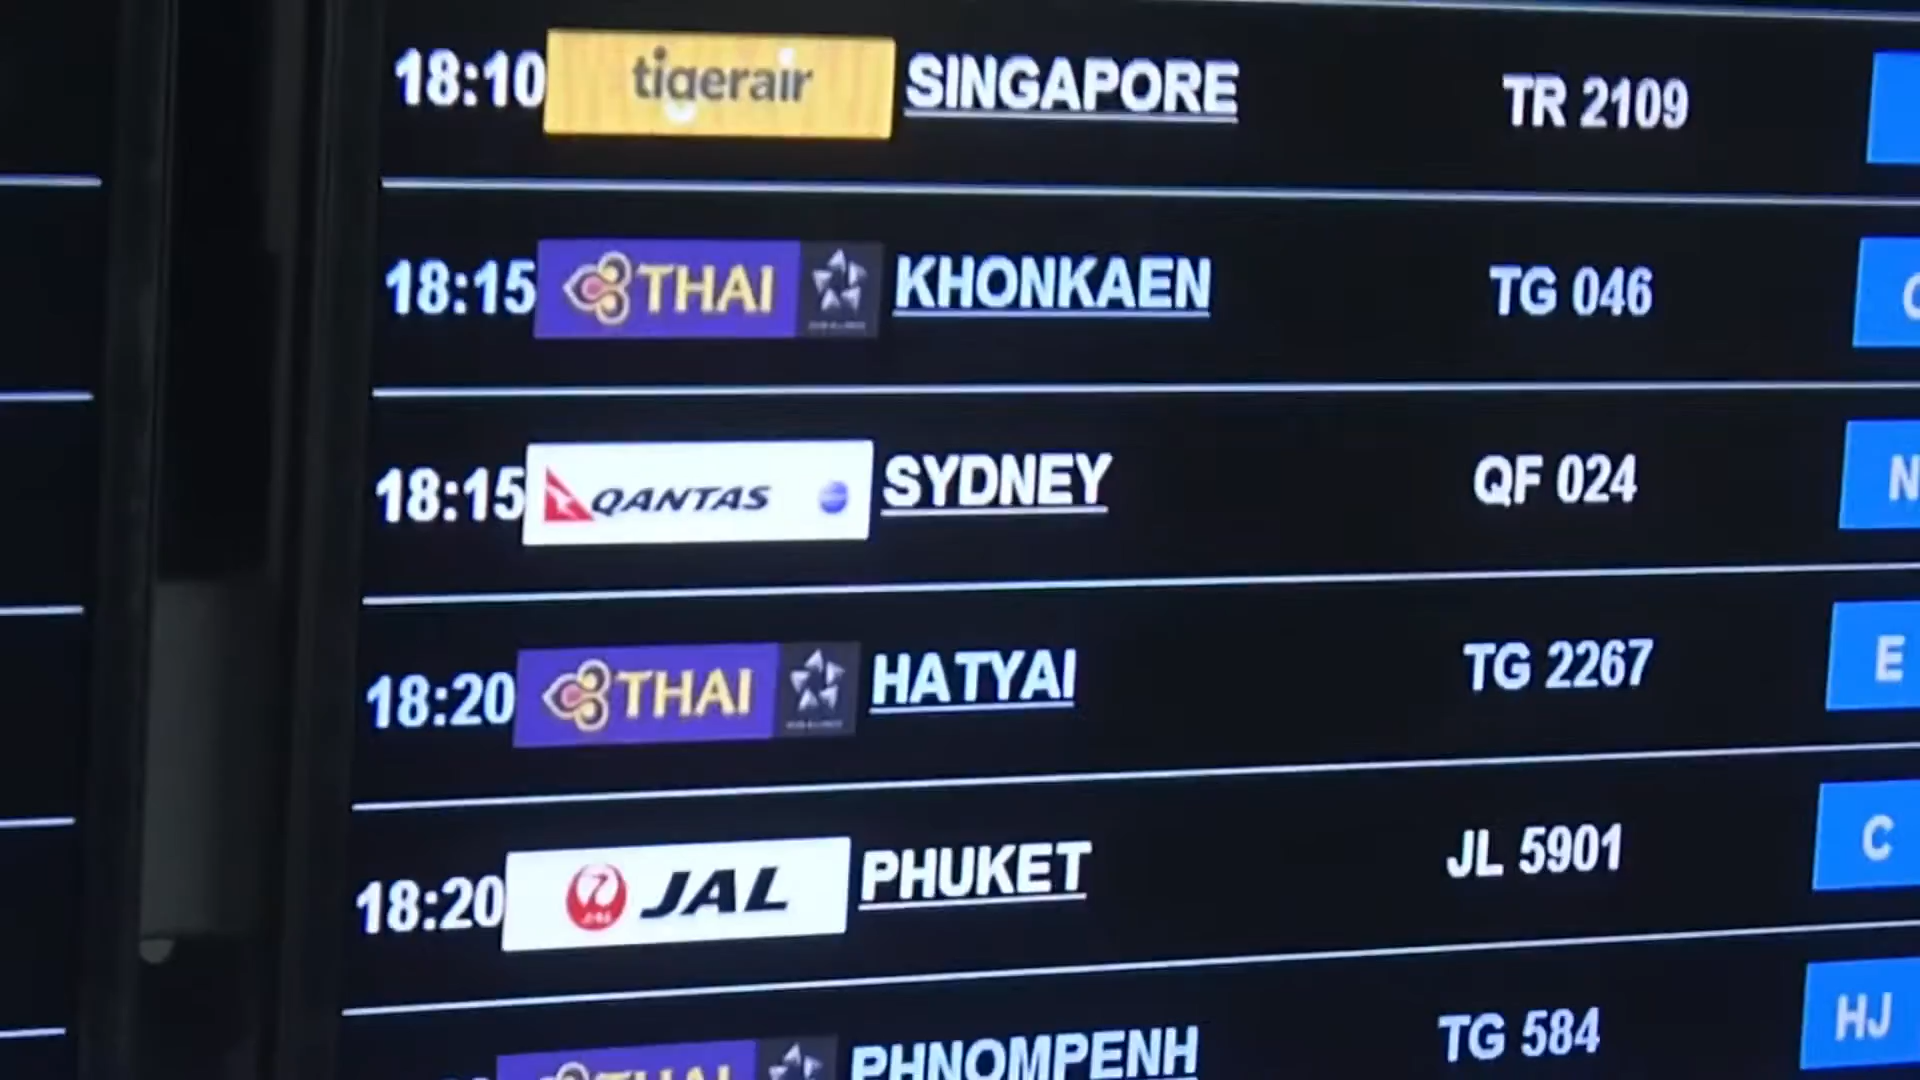 18:10 tigerair SINGAPORE TR 2109
18:15 THAI KHONKAEN TG 046
18:15 QANTAS SYDNEY QF 024 N
18:20 THAI HATYAI TG 2267 E
18:20 JAL PHUKET JL 5901 C
THAI PHNOMPENH TG 584 HJ